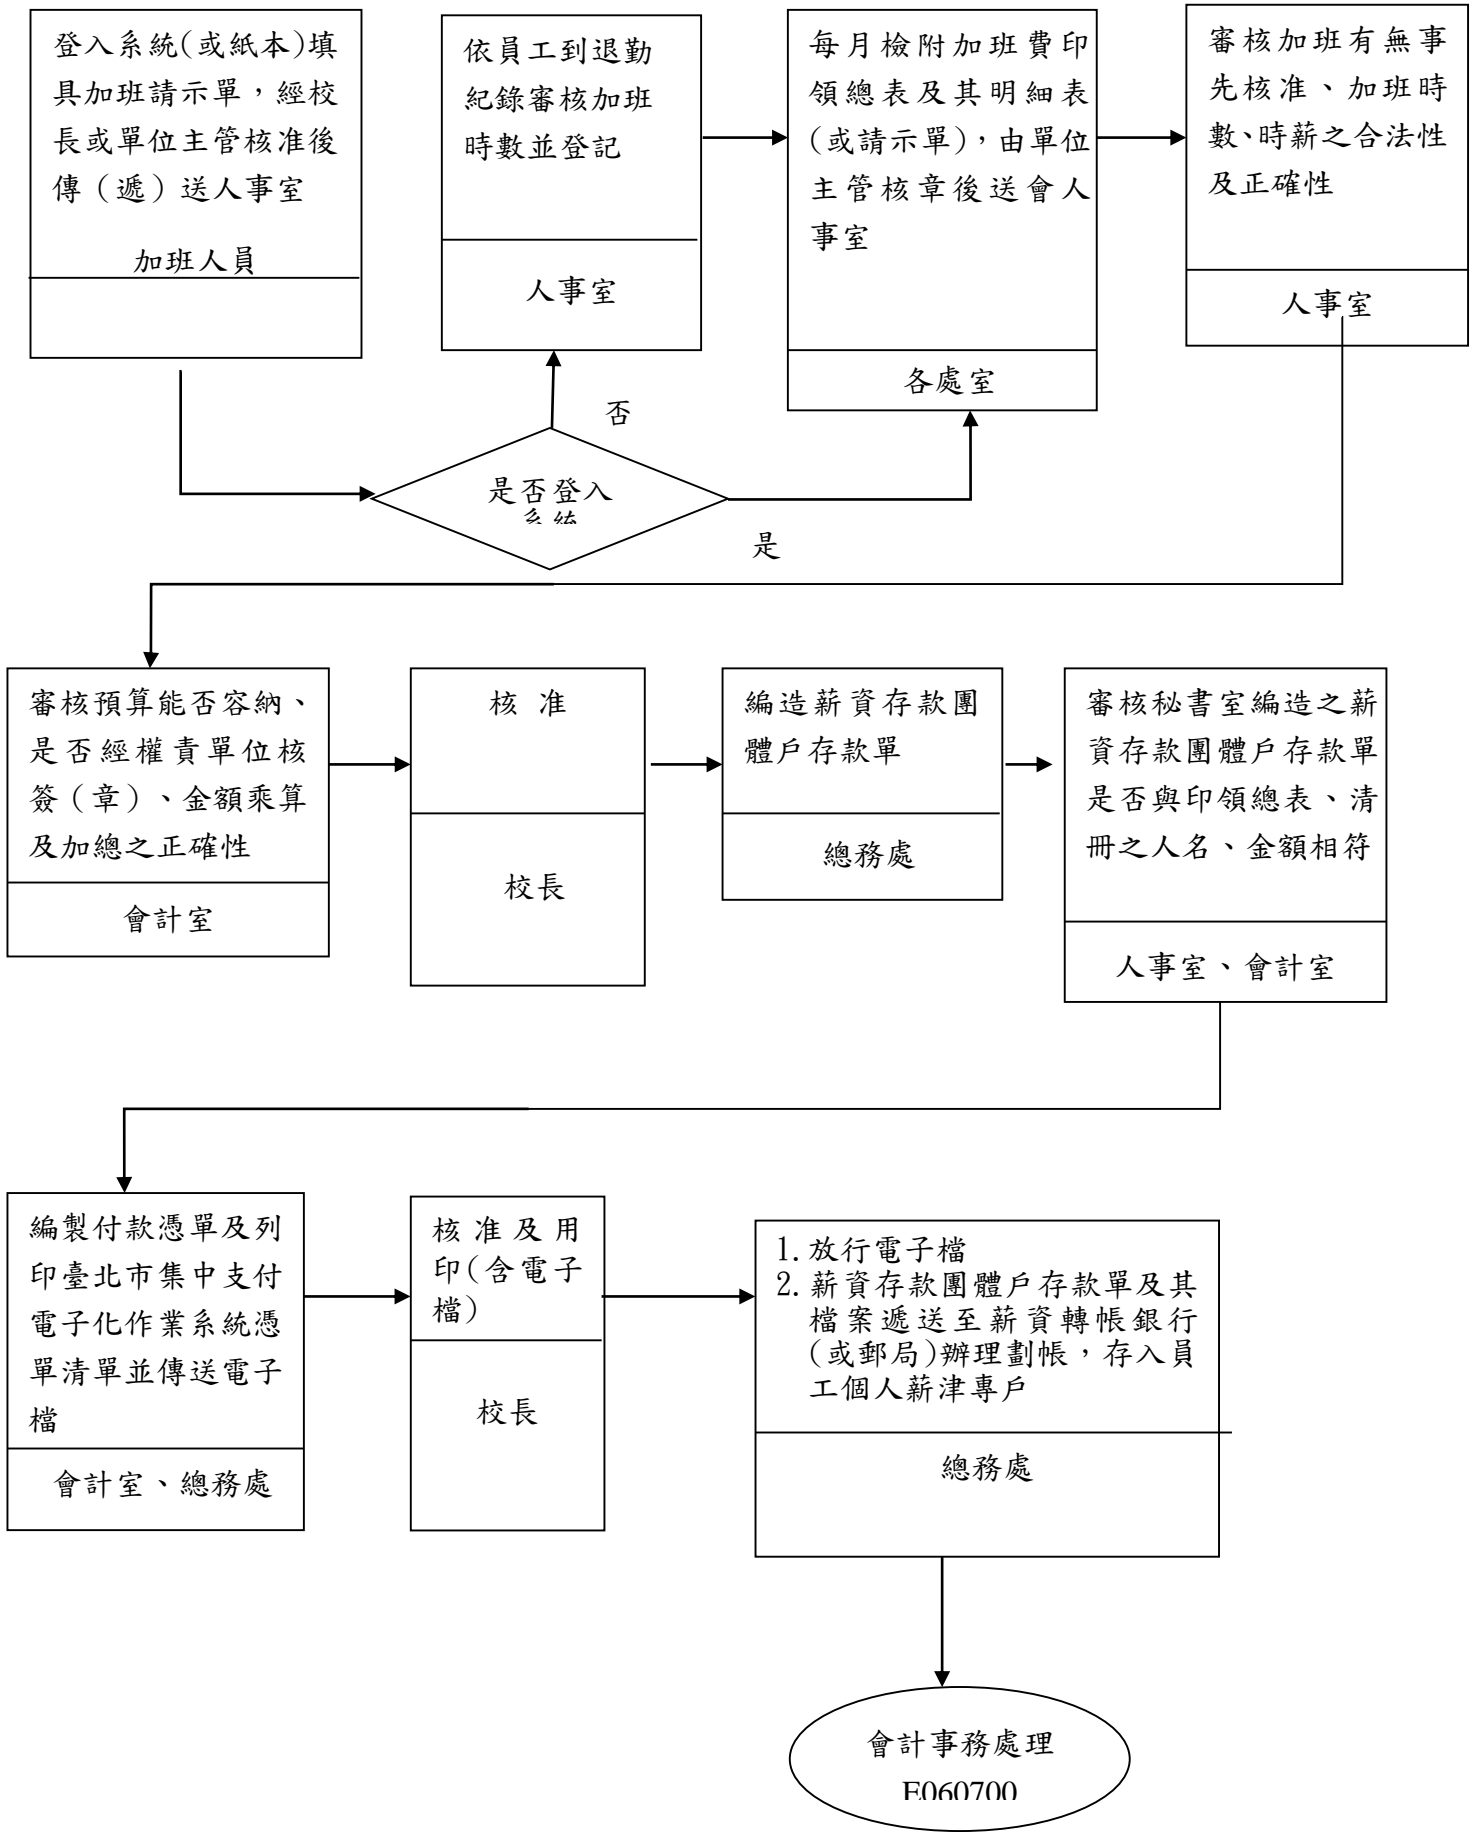 登入系統(或紙本)填
具加班請示單，經校
長或單位主管核准後
傳（遞）送人事室
加班人員
依員工到退勤
紀錄審核加班
時數並登記
人事室
每月檢附加班費印
領總表及其明細表
(或請示單)，由單位
主管核章後送會人
事室
各處室
審核加班有無事
先核准、加班時
數、時薪之合法性
及正確性
人事室
否
是否登入
系統
是
審核預算能否容納、
是否經權責單位核
簽（章）、金額乘算
及加總之正確性
會計室
核 准
校長
編造薪資存款團
體戶存款單
總務處
審核秘書室編造之薪
資存款團體戶存款單
是否與印領總表、清
冊之人名、金額相符
人事室、會計室
編製付款憑單及列
印臺北市集中支付
電子化作業系統憑
單清單並傳送電子
檔
會計室、總務處
核准及用
印(含電子
檔)
校長
1.放行電子檔
2.薪資存款團體戶存款單及其
檔案遞送至薪資轉帳銀行
(或郵局)辦理劃帳，存入員
工個人薪津專戶
總務處
會計事務處理
E060700